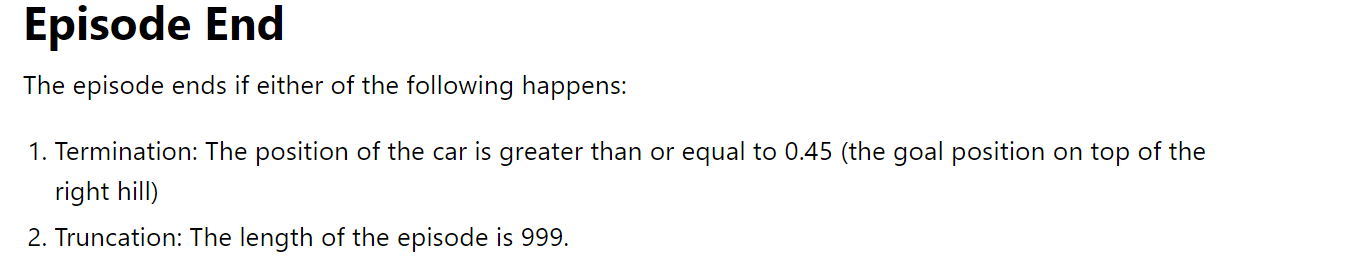 Episode End
The episode ends if either of the following happens:
1. Termination: The position of the car is greater than or equal to 0.45 (the goal position on top of the
right hill)
2. Truncation: The length of the episode is 999.